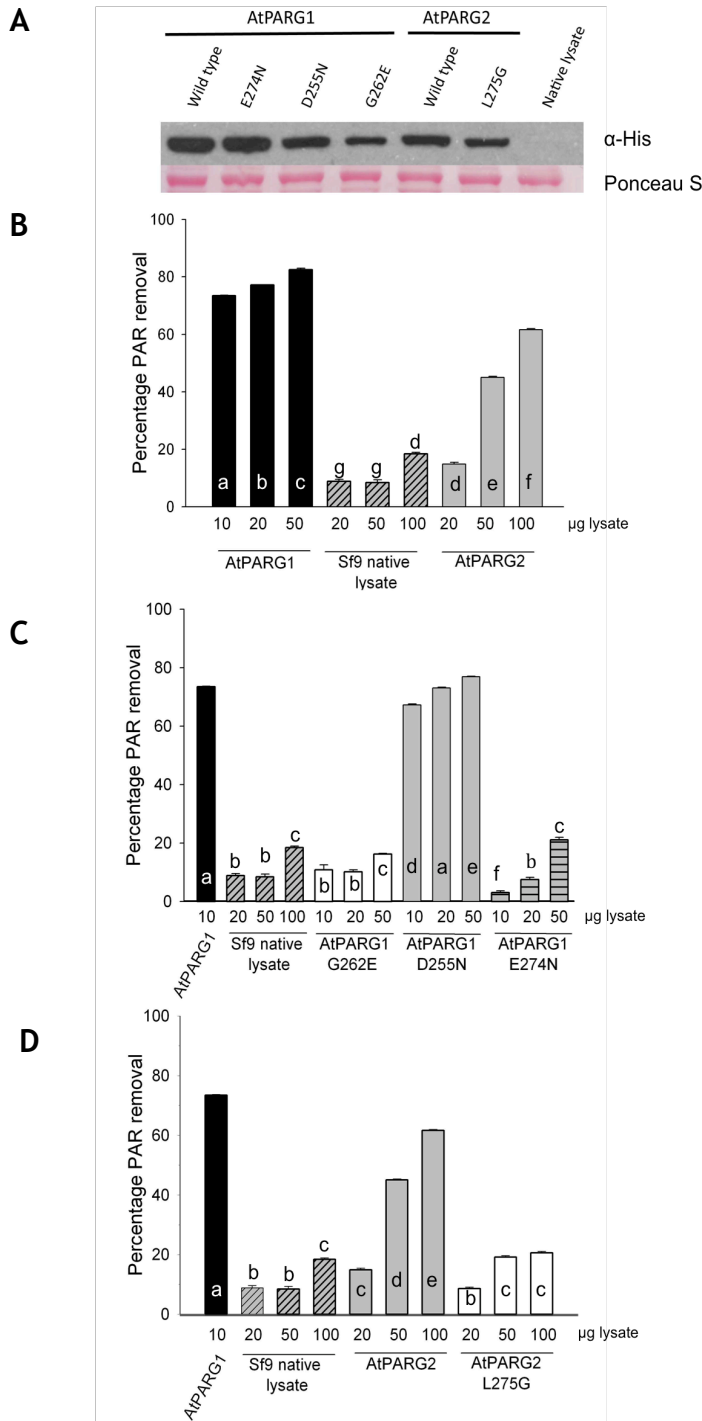 A
AtPARG1 AtPARG2
Wild type E274N D255N G262E Wild type L275G Native lysate
α-His
Ponceau S
B
Percentage PAR removal
100
80
60
40
20
0
a b c g g d d e f
10 20 50 20 50 100 20 50 100 µg lysate
AtPARG1 Sf9 native AtPARG2
lysate
C
Percentage PAR removal
100
80
60
40
20
0
a b b c b b c d a e f b c
10 20 50 100 10 20 50 10 20 50 10 20 50 µg lysate
AtPARG1 Sf9 native AtPARG1 AtPARG1 AtPARG1
lysate G262E D255N E274N
D
Percentage PAR removal
100
80
60
40
20
0
a b b c c d e b c c
10 20 50 100 20 50 100 20 50 100 µg lysate
AtPARG1 Sf9 native AtPARG2 AtPARG2
lysate L275G